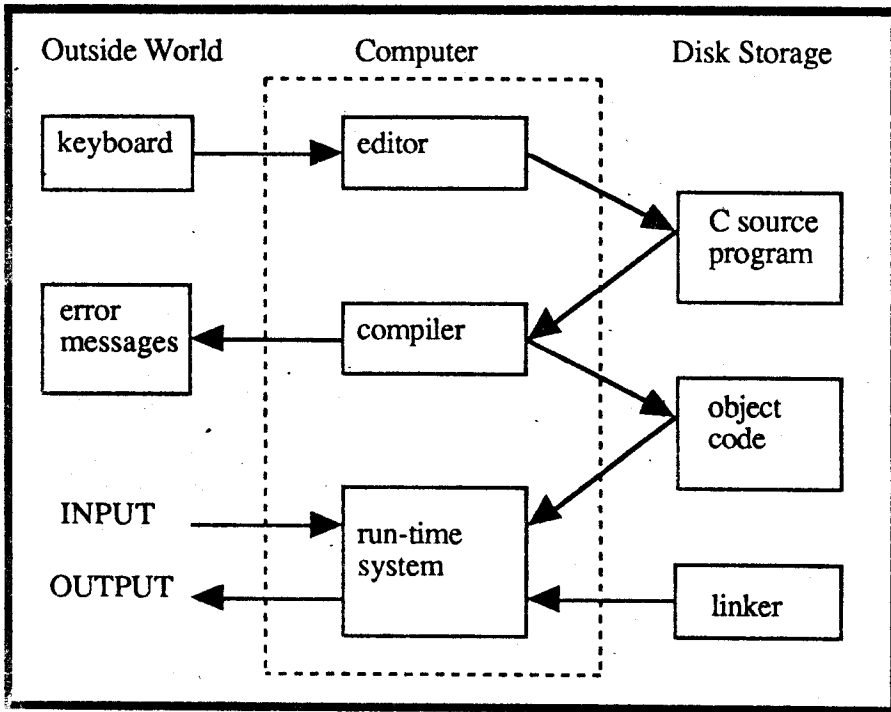 Outside World
Computer
Disk Storage
keyboard
editor
C source
program
error
messages
compiler
object
code
INPUT
OUTPUT
run-time
system
linker